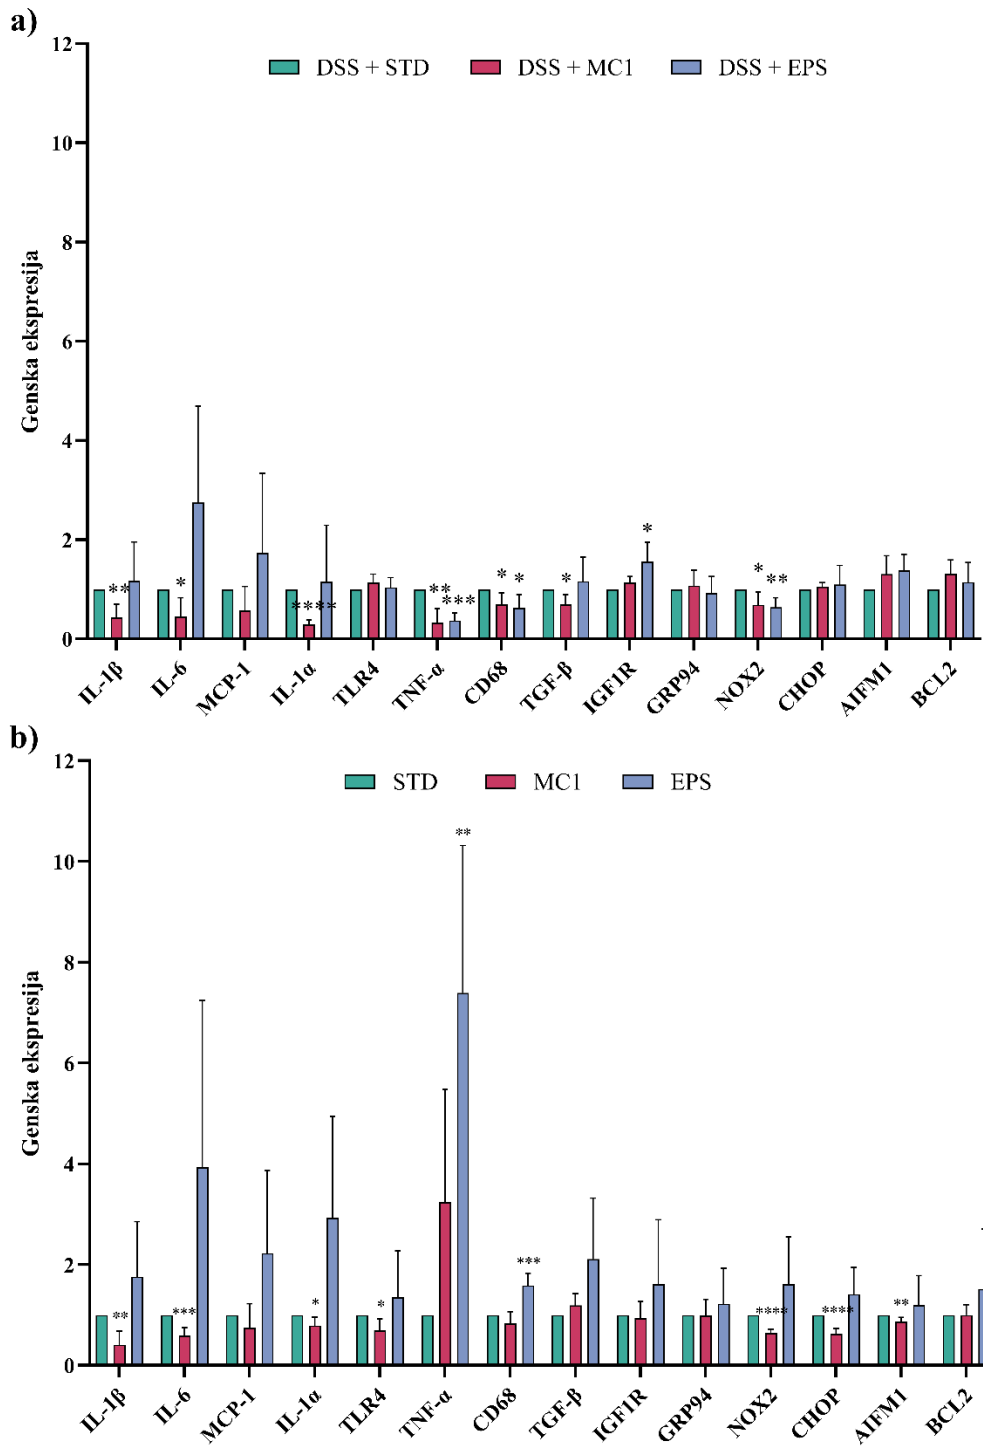 a)
DSS + STD DSS + MC1 DSS + EPS
Genska ekspresija
12
10
8
6
4
2
0
** * **** ** *** * * * * * **
IL-1β IL-6 MCP-1 IL-1α TLR4 TNF-α CD68 TGF-β IGF1R GRP94 NOX2 CHOP AIFM1 BCL2
b)
STD MC1 EPS
Genska ekspresija
12
10
8
6
4
2
0
** *** * * ** *** **** **** **
IL-1β IL-6 MCP-1 IL-1α TLR4 TNF-α CD68 TGF-β IGF1R GRP94 NOX2 CHOP AIFM1 BCL2